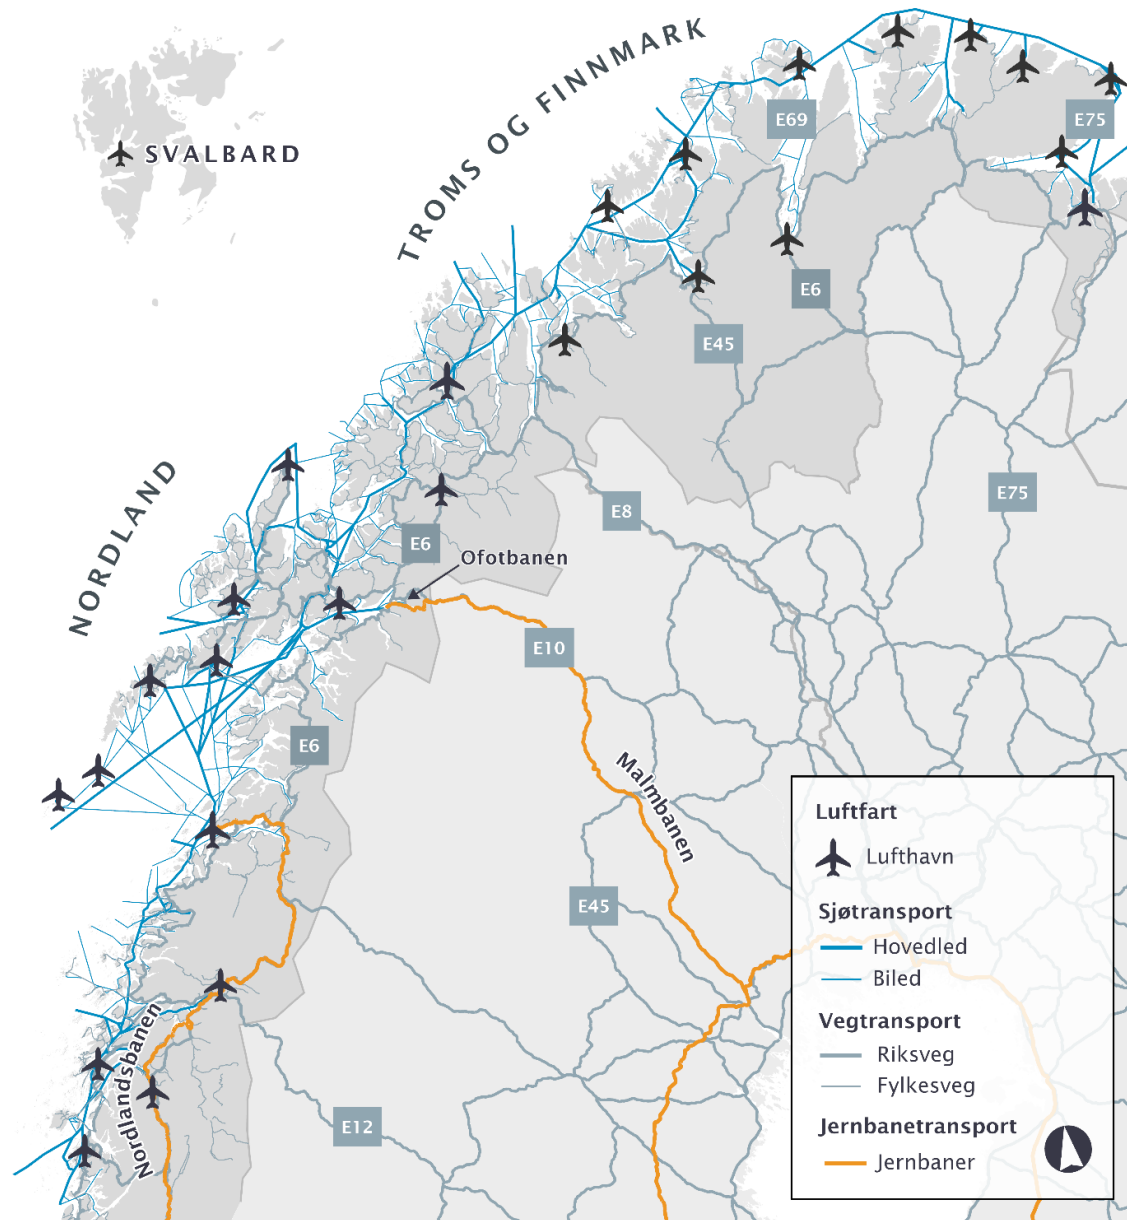 SVALBARD
TROMS OG FINNMARK
NORDLAND
E69
E75
E6
E45
E75
E8
E6
Ofotbanen
E10
E6
Malmbanen
E45
Nordlandsbanen
E12
Luftfart
Lufthavn
Sjøtransport
Hovedled
Biled
Vegtransport
Riksveg
Fylkesveg
Jernbanetransport
Jernbaner